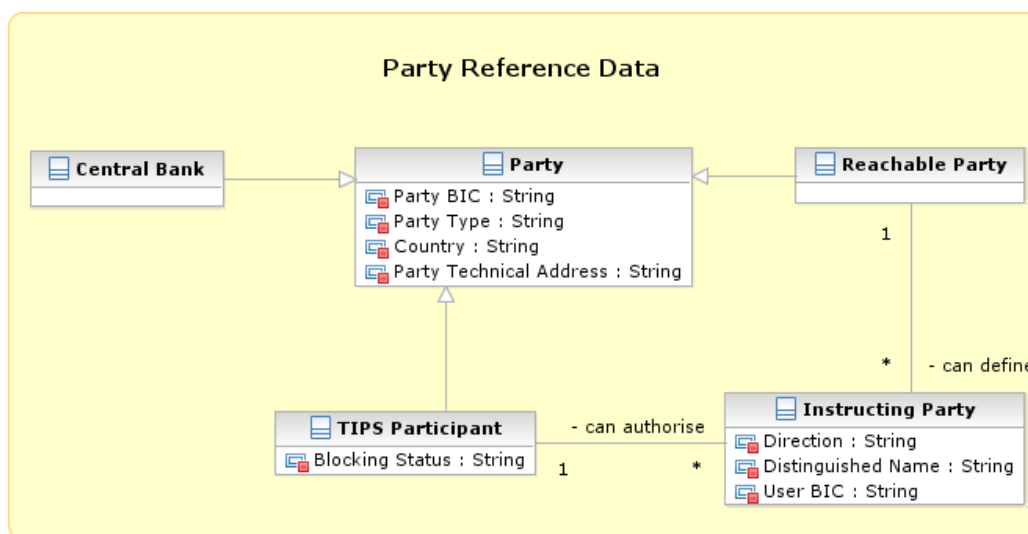 Party Reference Data
Central Bank
Party
Party BIC : String
Party Type : String
Country : String
Party Technical Address : String
Reachable Party
1
*
- can define
TIPS Participant
Blocking Status : String
- can authorise
1
*
Instructing Party
Direction : String
Distinguished Name : String
User BIC : String